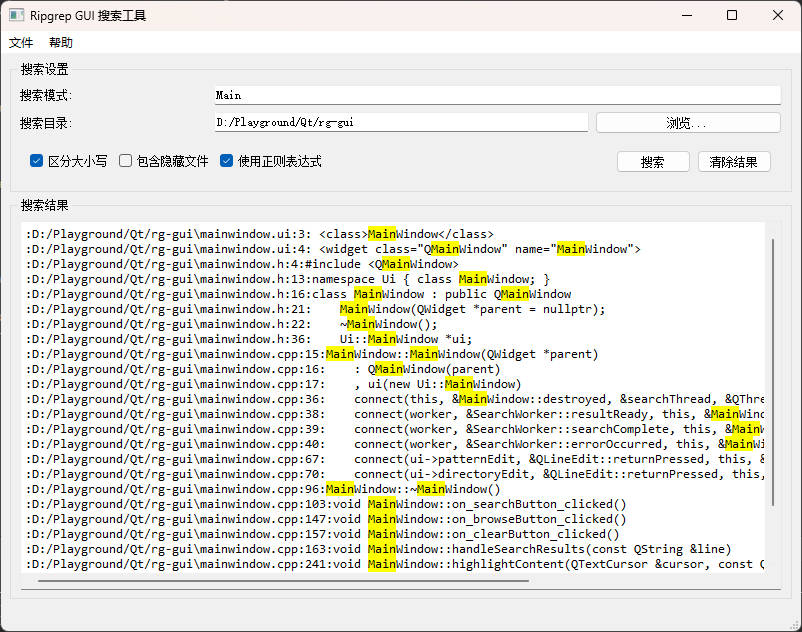 Ripgrep GUI 搜索工具
文件 帮助
搜索设置
搜索模式: Main
搜索目录: D:/Playground/Qt/rg-gui 浏览...
区分大小写 包含隐藏文件 使用正则表达式 搜索 清除结果
搜索结果
:D:/Playground/Qt/rg-gui\mainwindow.ui:3: <class>MainWindow</class>
:D:/Playground/Qt/rg-gui\mainwindow.ui:4: <widget class="QMainWindow" name="MainWindow">
:D:/Playground/Qt/rg-gui\mainwindow.h:4:#include <QMainWindow>
:D:/Playground/Qt/rg-gui\mainwindow.h:13:namespace Ui { class MainWindow; }
:D:/Playground/Qt/rg-gui\mainwindow.h:16:class MainWindow : public QMainWindow
:D:/Playground/Qt/rg-gui\mainwindow.h:21:    MainWindow(QWidget *parent = nullptr);
:D:/Playground/Qt/rg-gui\mainwindow.h:22:    ~MainWindow();
:D:/Playground/Qt/rg-gui\mainwindow.h:36:    Ui::MainWindow *ui;
:D:/Playground/Qt/rg-gui\mainwindow.cpp:15:MainWindow::MainWindow(QWidget *parent)
:D:/Playground/Qt/rg-gui\mainwindow.cpp:16:    : QMainWindow(parent)
:D:/Playground/Qt/rg-gui\mainwindow.cpp:17:    , ui(new Ui::MainWindow)
:D:/Playground/Qt/rg-gui\mainwindow.cpp:36:    connect(this, &MainWindow::destroyed, &searchThread, &QThre
:D:/Playground/Qt/rg-gui\mainwindow.cpp:38:    connect(worker, &SearchWorker::resultReady, this, &MainWind
:D:/Playground/Qt/rg-gui\mainwindow.cpp:39:    connect(worker, &SearchWorker::searchComplete, this, &MainW
:D:/Playground/Qt/rg-gui\mainwindow.cpp:40:    connect(worker, &SearchWorker::errorOccurred, this, &MainWi
:D:/Playground/Qt/rg-gui\mainwindow.cpp:67:    connect(ui->patternEdit, &QLineEdit::returnPressed, this, &
:D:/Playground/Qt/rg-gui\mainwindow.cpp:70:    connect(ui->directoryEdit, &QLineEdit::returnPressed, this,
:D:/Playground/Qt/rg-gui\mainwindow.cpp:96:MainWindow::~MainWindow()
:D:/Playground/Qt/rg-gui\mainwindow.cpp:103:void MainWindow::on_searchButton_clicked()
:D:/Playground/Qt/rg-gui\mainwindow.cpp:147:void MainWindow::on_browseButton_clicked()
:D:/Playground/Qt/rg-gui\mainwindow.cpp:157:void MainWindow::on_clearButton_clicked()
:D:/Playground/Qt/rg-gui\mainwindow.cpp:163:void MainWindow::handleSearchResults(const QString &line)
:D:/Playground/Qt/rg-gui\mainwindow.cpp:241:void MainWindow::highlightContent(QTextCursor &cursor, const Q